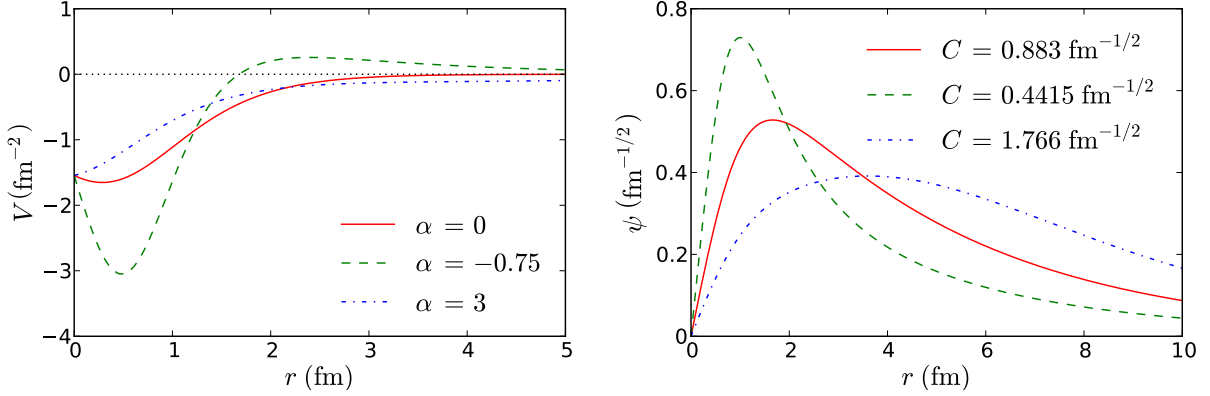 1
0
−1
−2
−3
−4
V (fm⁻²)
α = 0
α = −0.75
α = 3
0 1 2 3 4 5
r (fm)
0.8
0.6
0.4
0.2
0
ψ (fm⁻¹/²)
C = 0.883 fm⁻¹/²
C = 0.4415 fm⁻¹/²
C = 1.766 fm⁻¹/²
0 2 4 6 8 10
r (fm)